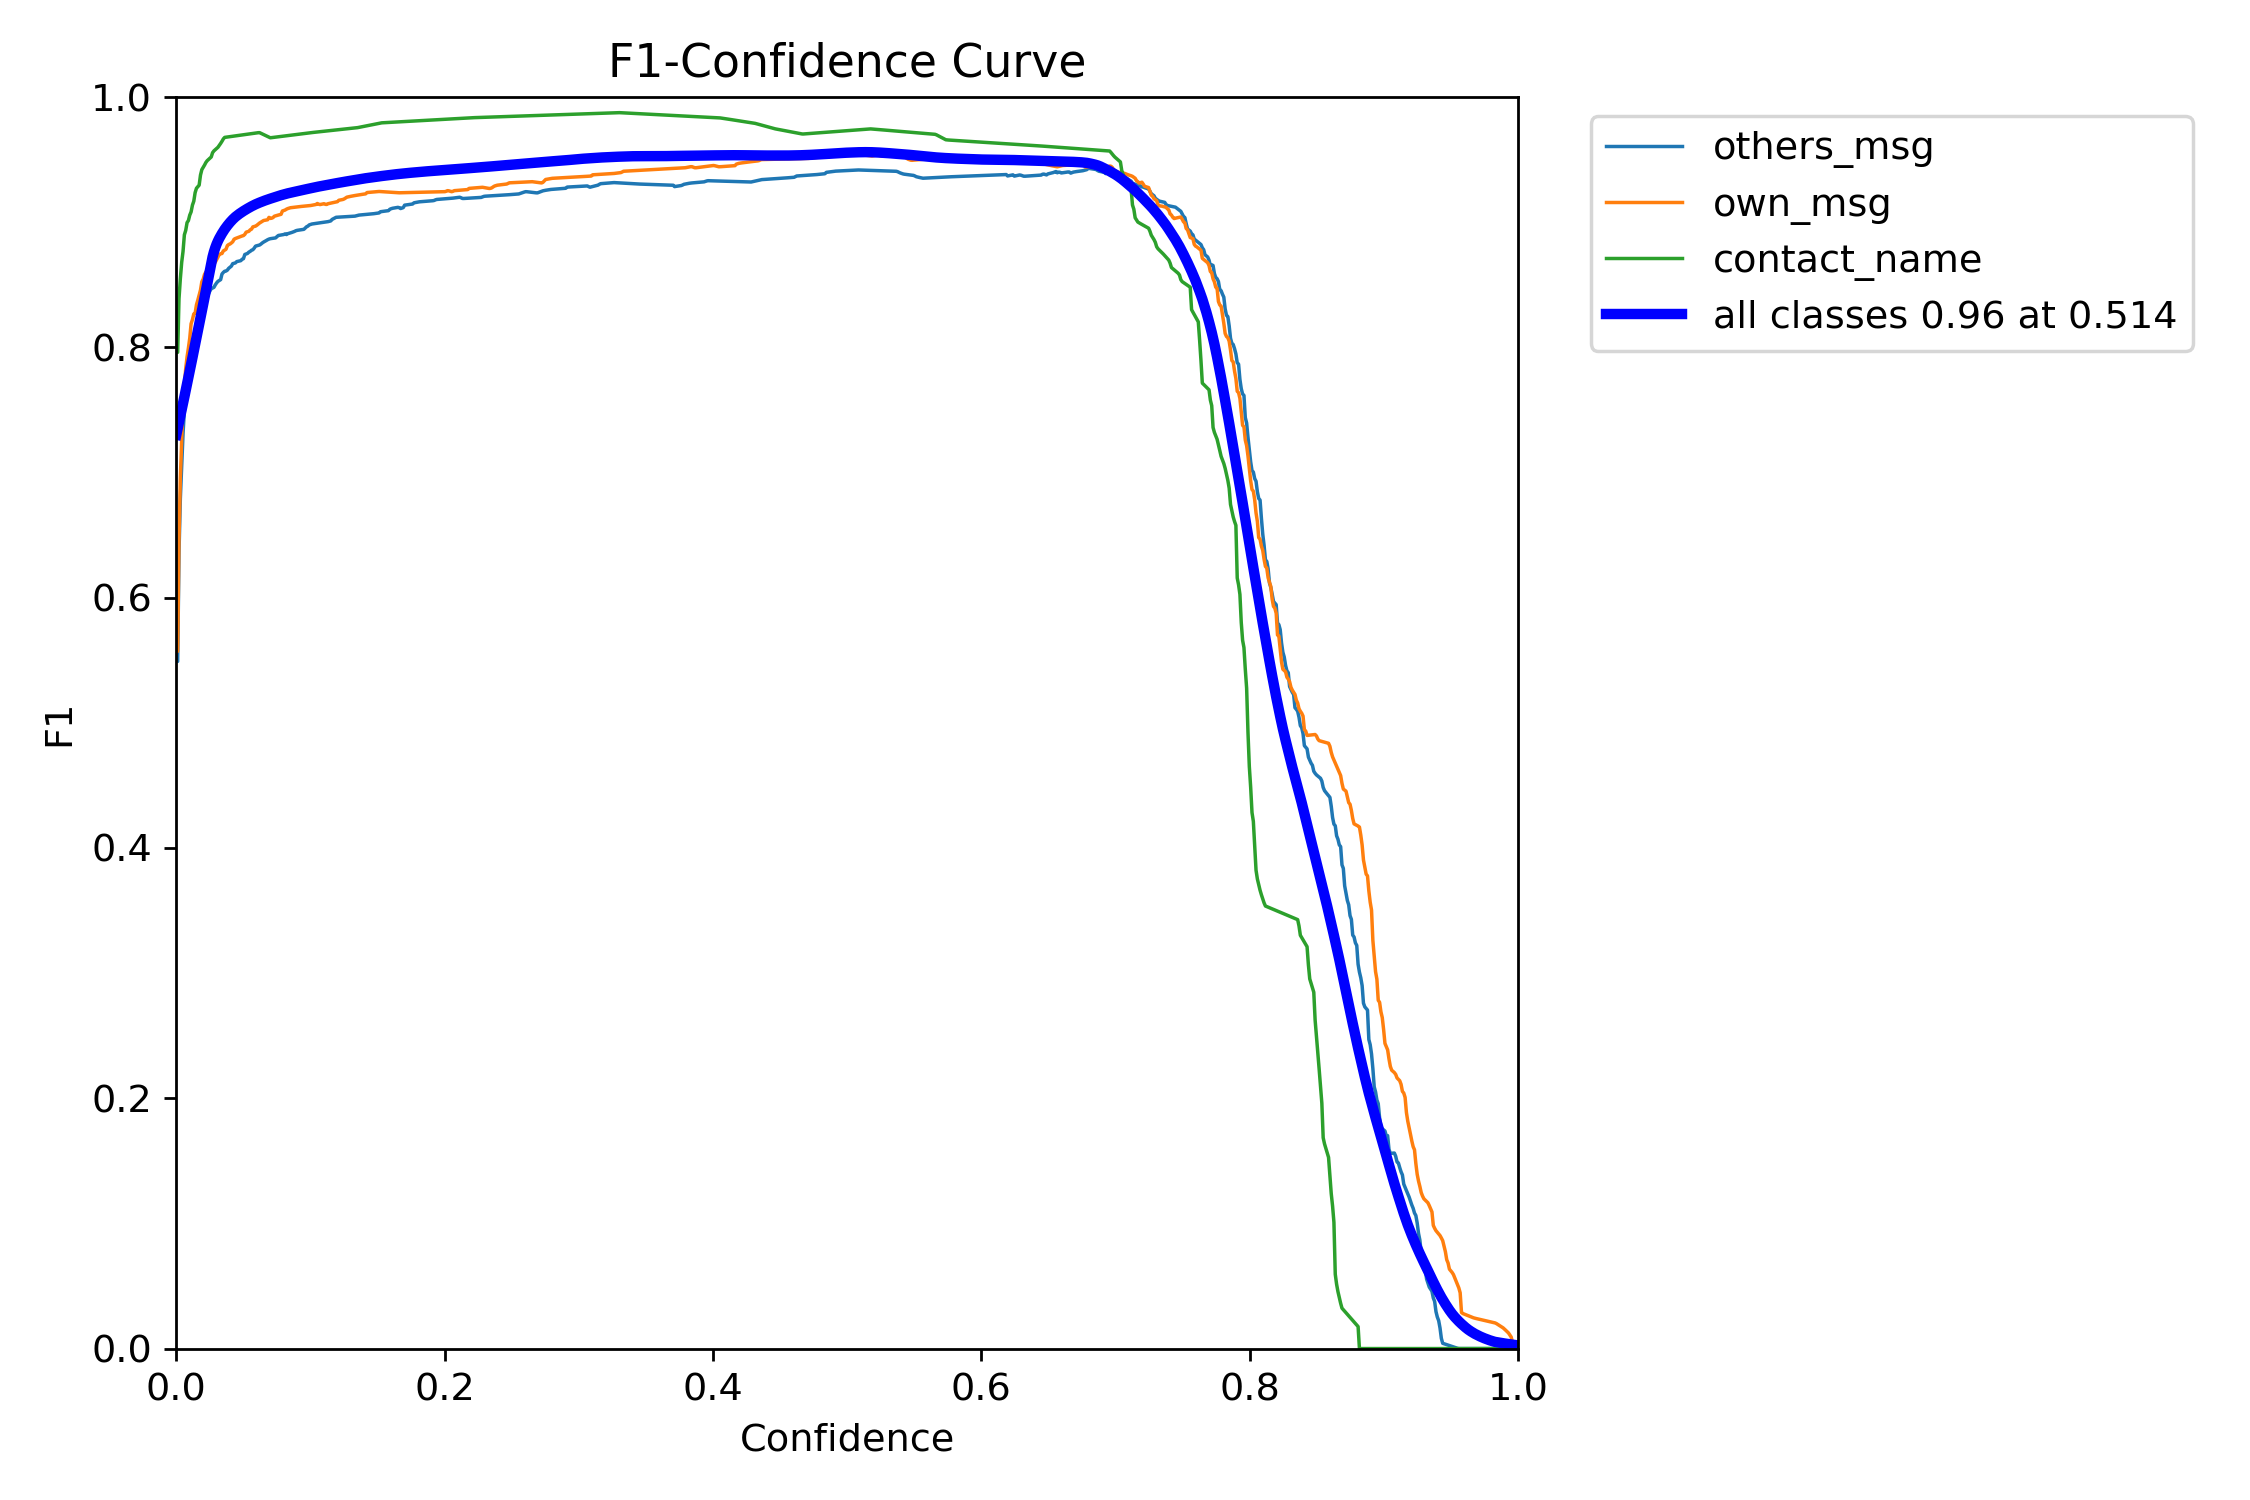 F1-Confidence Curve
1.0
0.8
0.6
0.4
0.2
0.0
F1
0.0 0.2 0.4 0.6 0.8 1.0
Confidence
others_msg
own_msg
contact_name
all classes 0.96 at 0.514